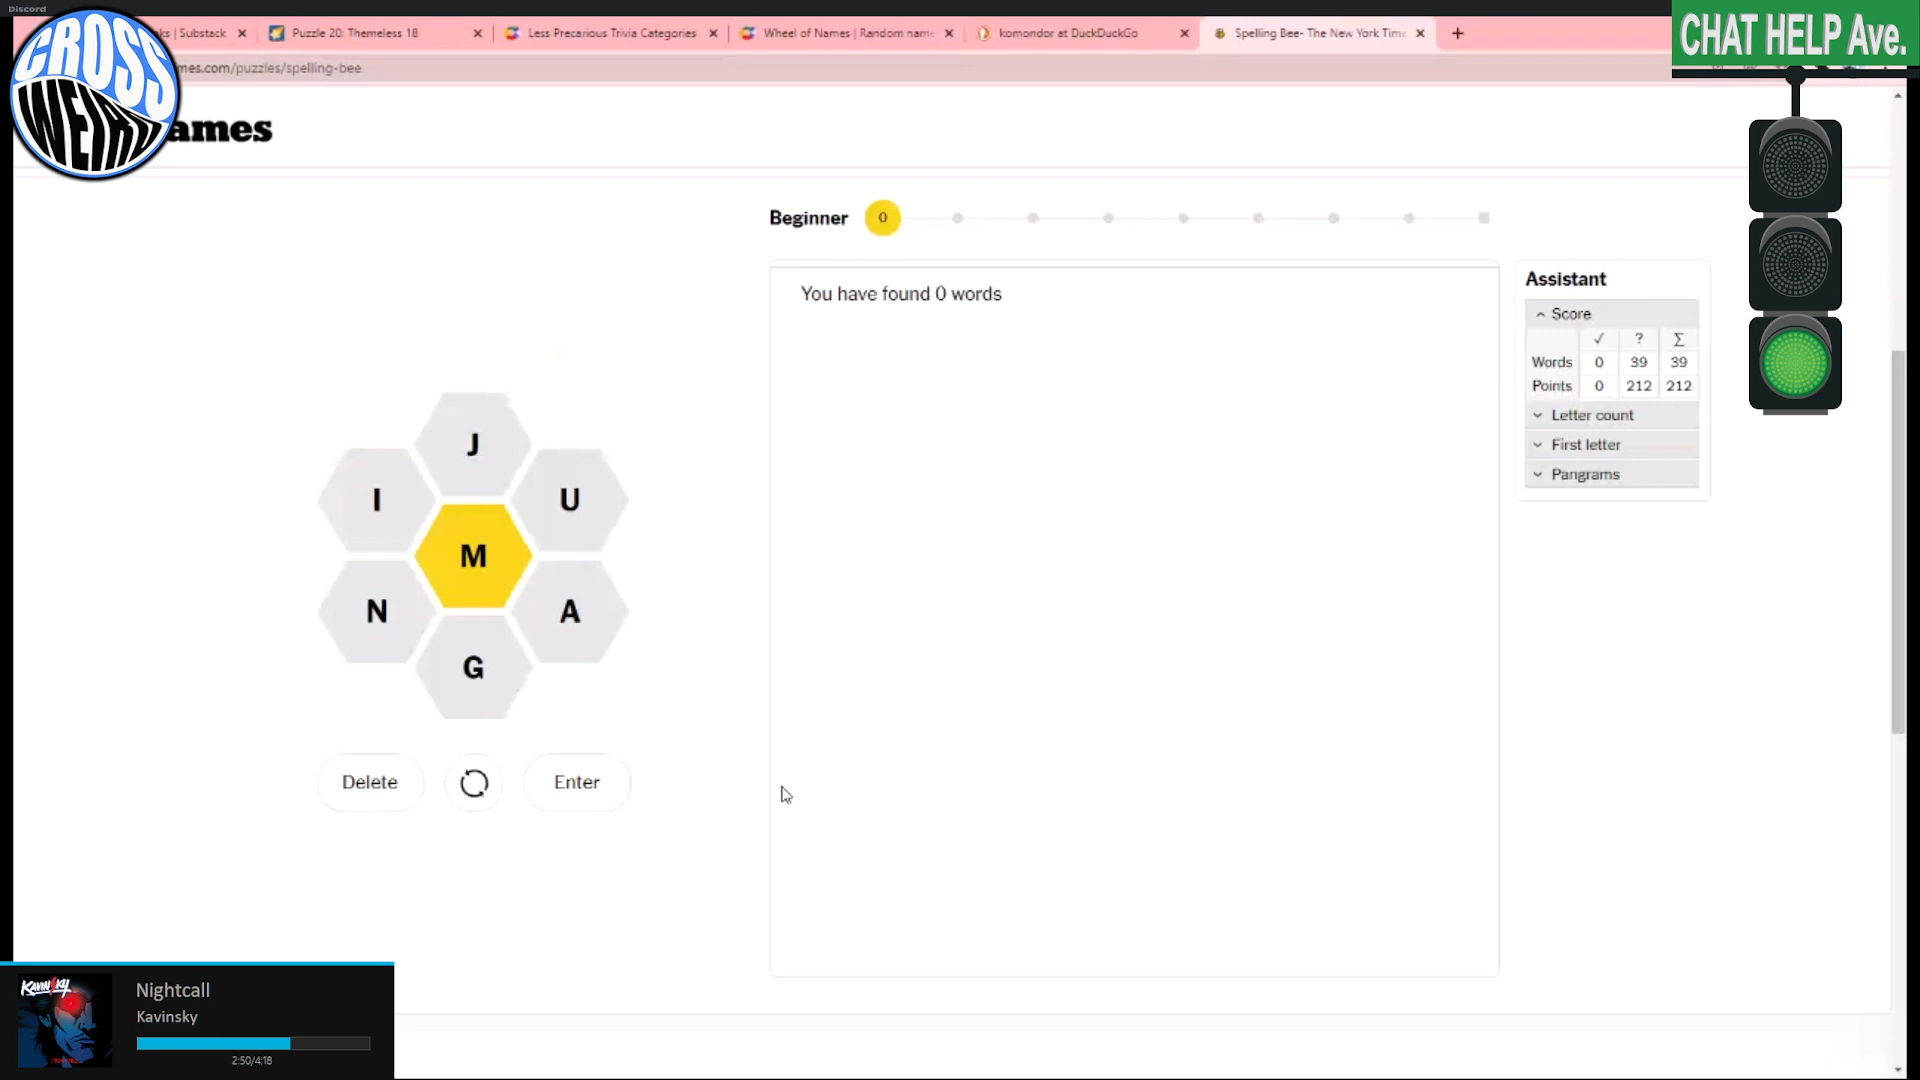 Discord
CROSS
WEIRD
ks | Substack
Puzzle 20: Themeless 18
Less Precarious Trivia Categories
Wheel of Names | Random name
komondor at DuckDuckGo
Spelling Bee- The New York Tim
CHAT HELP Ave.
mes.com/puzzles/spelling-bee
ames
Beginner 0
You have found 0 words
Assistant
Score
✓ ? Σ
Words 0 39 39
Points 0 212 212
Letter count
First letter
Pangrams
J
I U
M
N A
G
Delete
Enter
KAVINSKY
Nightcall
Kavinsky
2:50/4:18